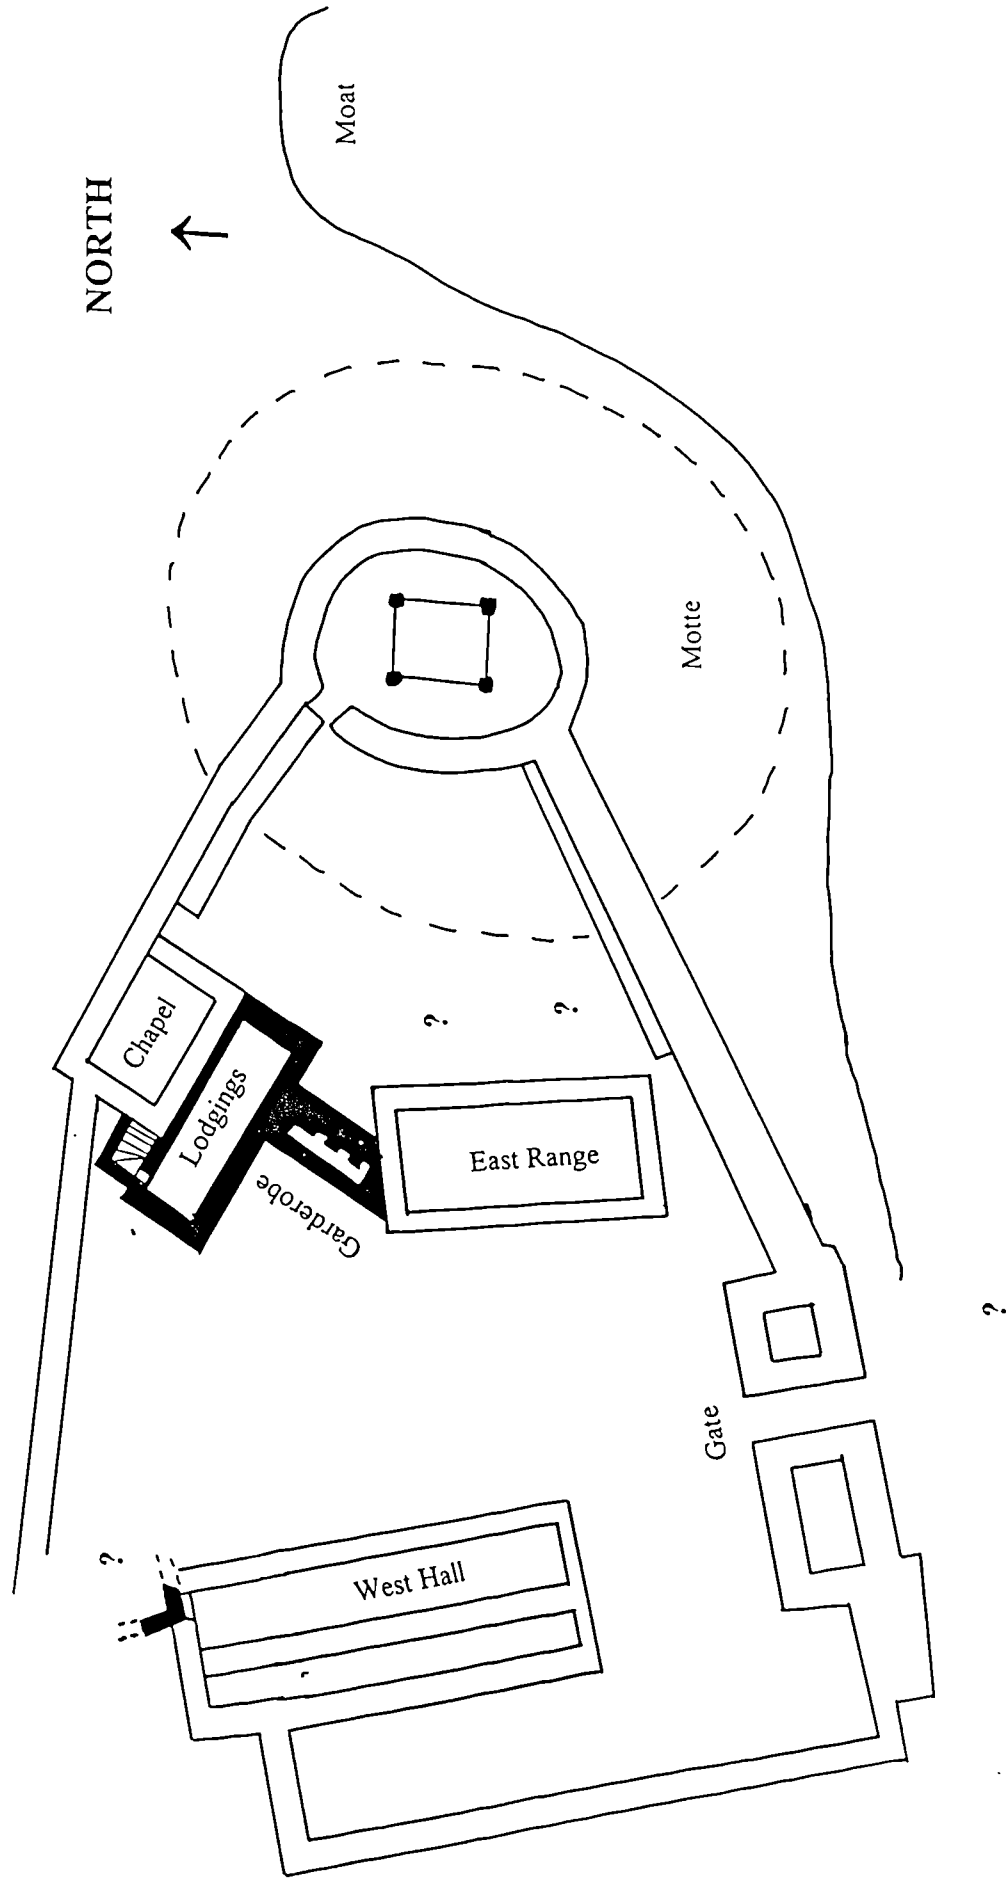 NORTH
Moat
Motte
Chapel
Lodgings
Garderobe
?
?
East Range
Gate
?
West Hall
?